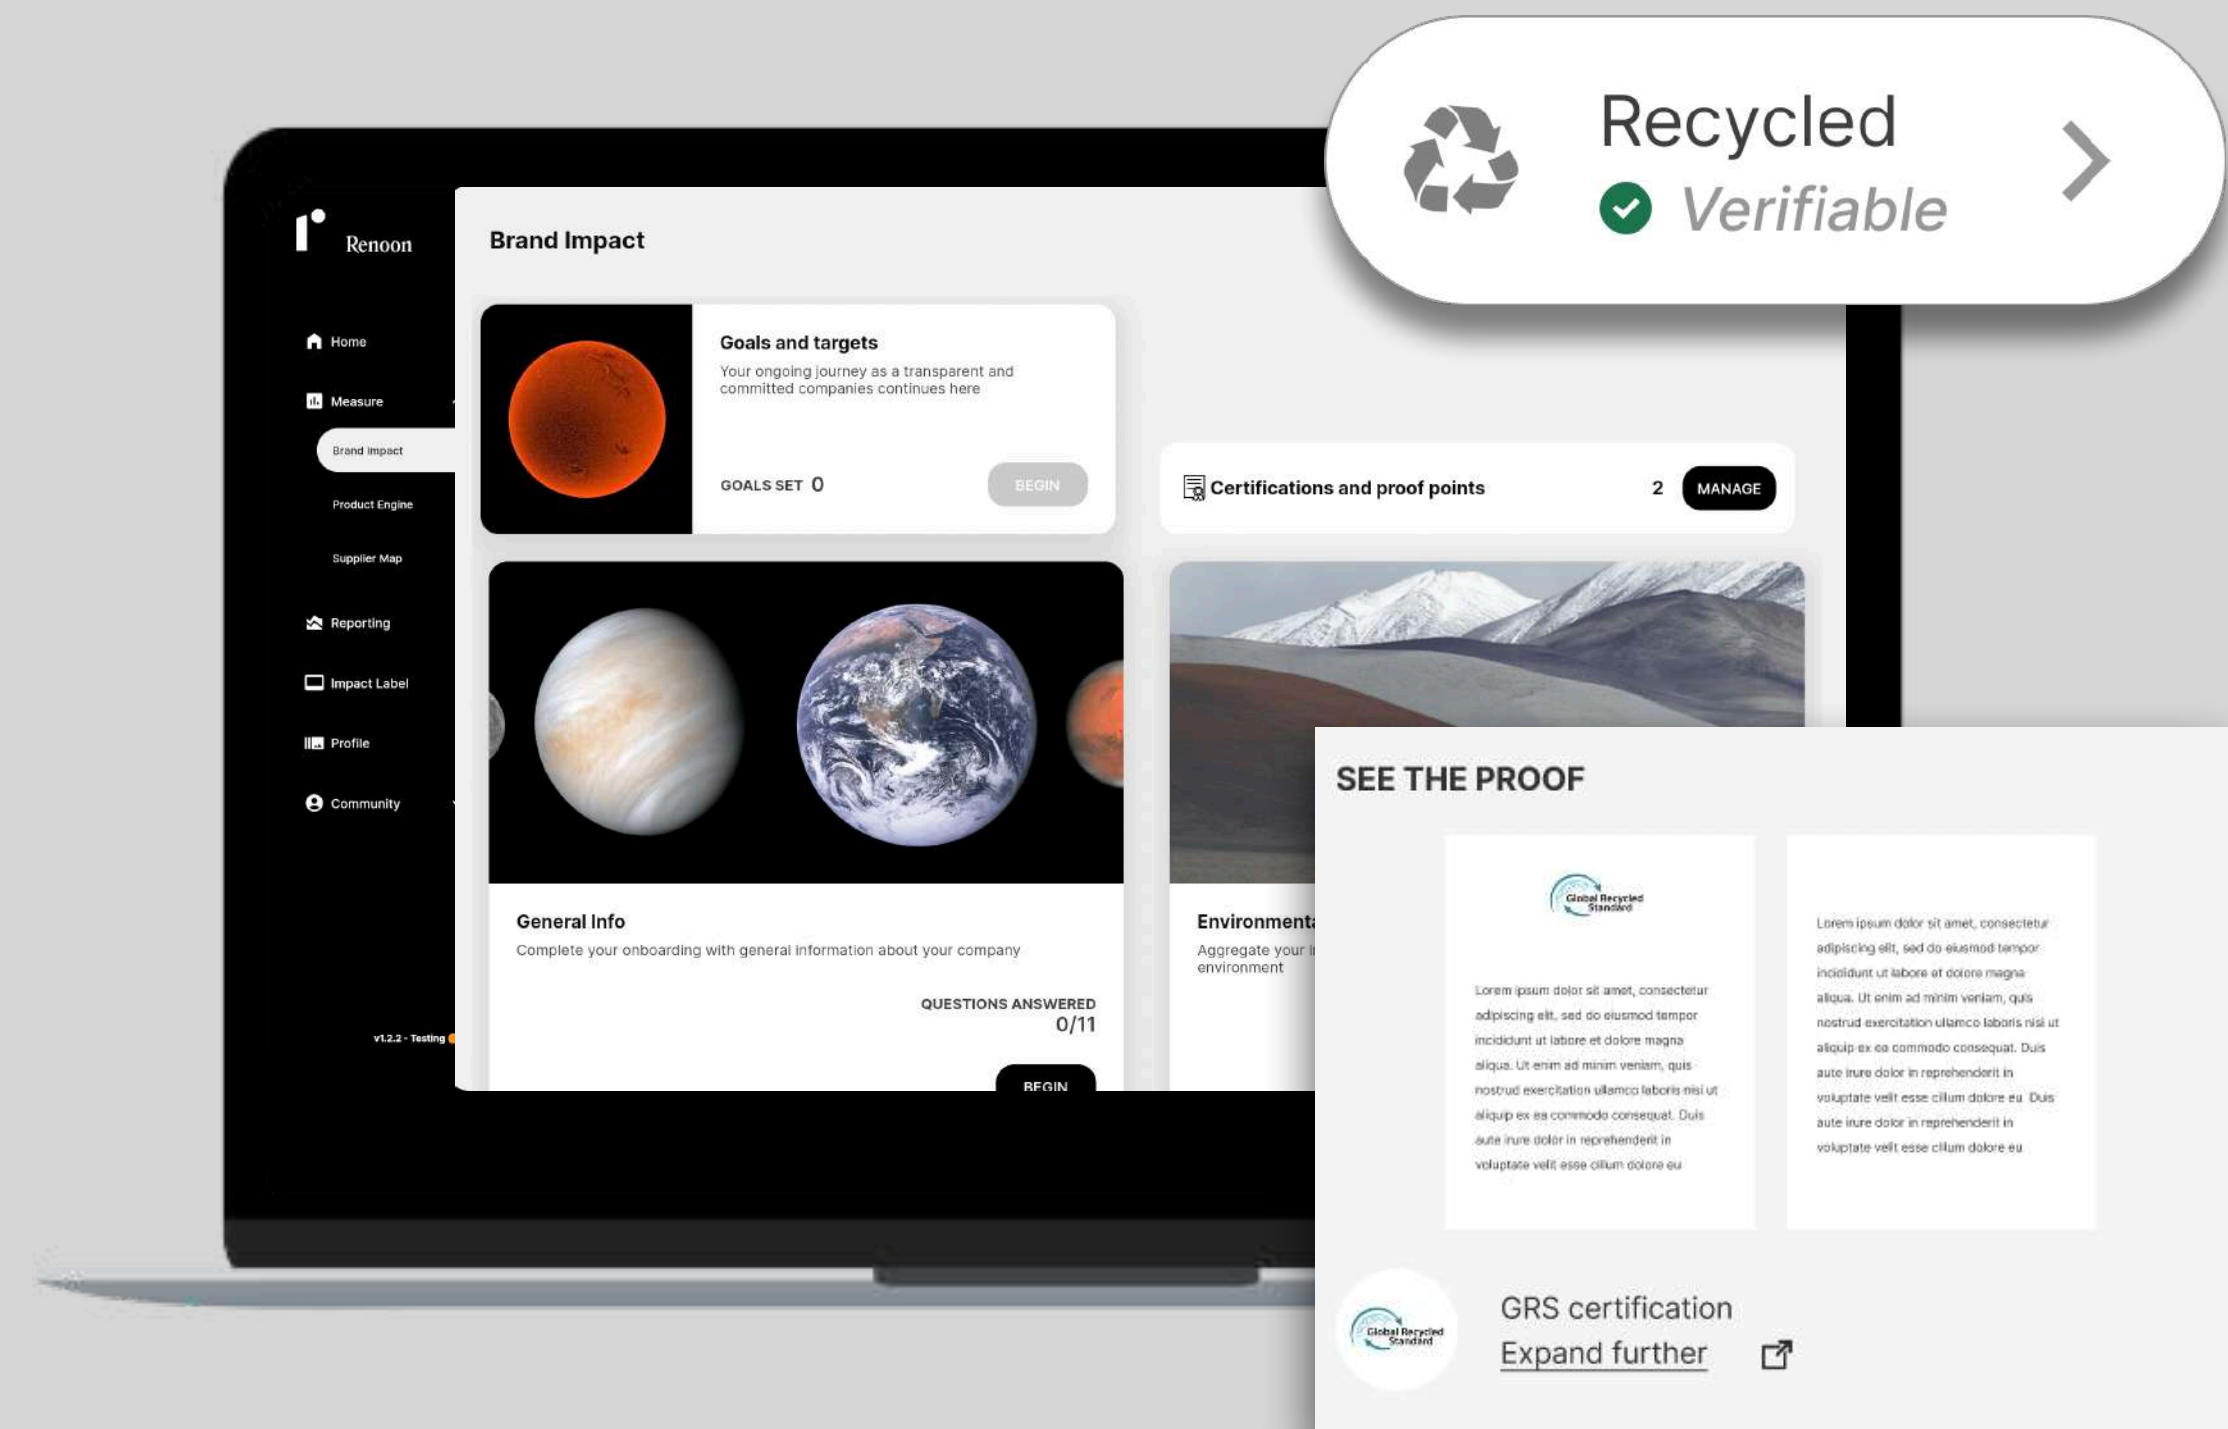 Recycled
Verifiable
Renoon
Home
Measure
Brand Impact
Product Engine
Supplier Map
Reporting
Impact Label
Profile
Community
v1.2.2 - Testing
Brand Impact
Goals and targets
Your ongoing journey as a transparent and
committed companies continues here
GOALS SET 0
BEGIN
Certifications and proof points
2
MANAGE
General Info
Complete your onboarding with general information about your company
QUESTIONS ANSWERED
0/11
BEGIN
Environmenta
Aggregate your
environment
SEE THE PROOF
Global Recycled
Standard
Lorem ipsum dolor sit amet, consectetur
adipiscing elit, sed do eiusmod tempor
incididunt ut labore et dolore magna
aliqua. Ut enim ad minim veniam, quis
nostrud exercitation ullamco laboris nisi ut
aliquip ex ea commodo consequat. Duis
aute irure dolor in reprehenderit in
voluptate velit esse cillum dolore eu
Lorem ipsum dolor sit amet, consectetur
adipiscing elit, sed do eiusmod tempor
incididunt ut labore et dolore magna
aliqua. Ut enim ad minim veniam, quis
nostrud exercitation ullamco laboris nisi ut
aliquip ex ea commodo consequat. Duis
aute irure dolor in reprehenderit in
voluptate velit esse cillum dolore eu. Duis
aute irure dolor in reprehenderit in
voluptate velit esse cillum dolore eu
Global Recycled
Standard
GRS certification
Expand further